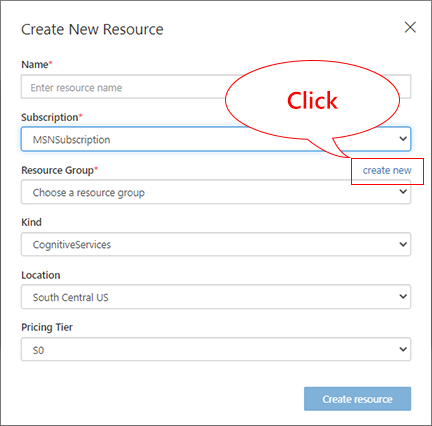 Create New Resource
Name*
Enter resource name
Click
Subscription*
MSNSubscription
Resource Group*
create new
Choose a resource group
Kind
CognitiveServices
Location
South Central US
Pricing Tier
S0
Create resource